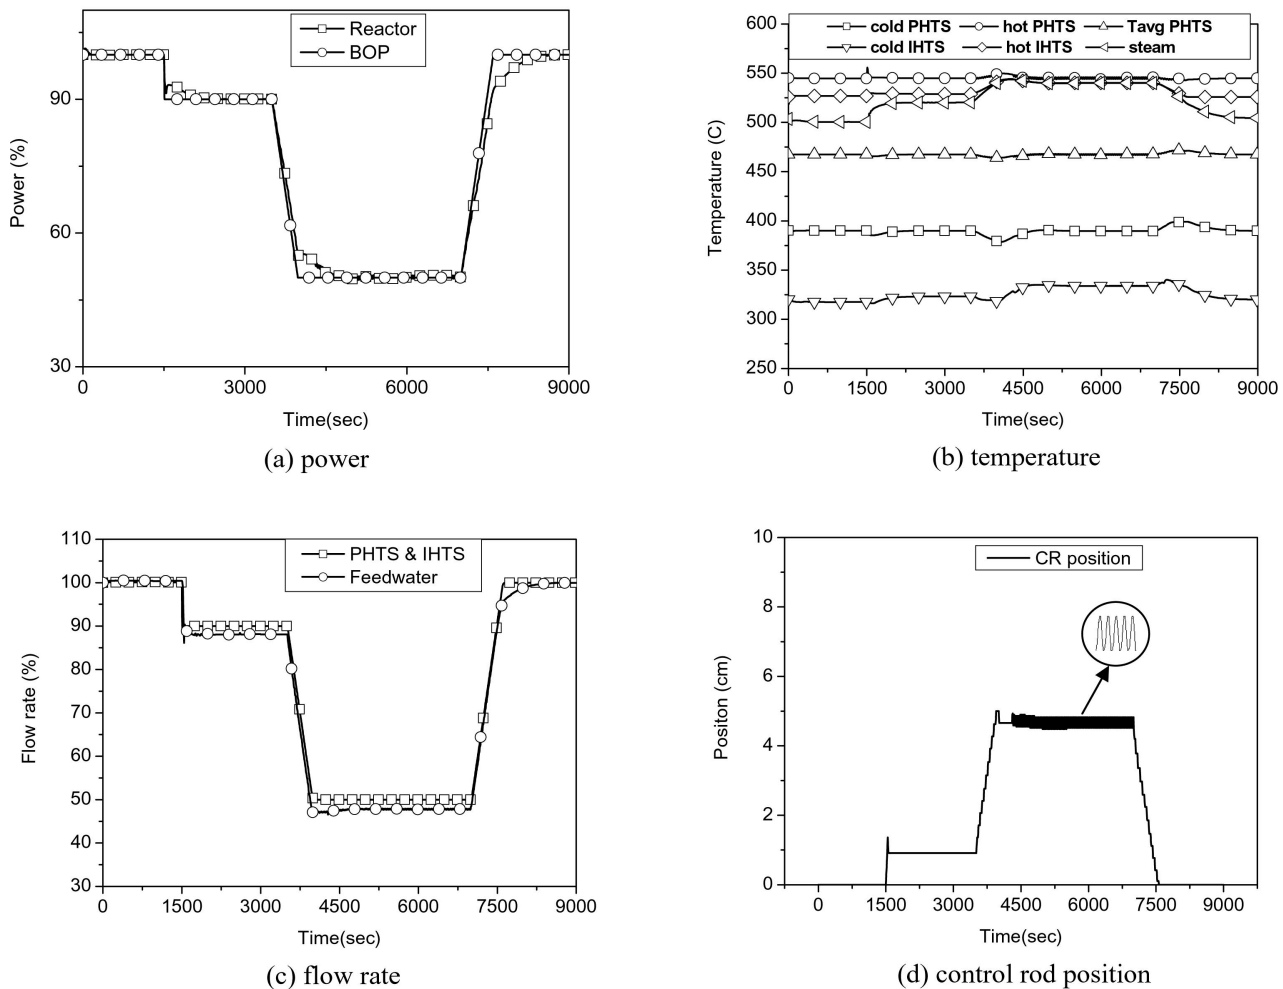 Reactor
BOP
Power (%)
90
60
30
0 3000 6000 9000
Time(sec)
(a) power
cold PHTS hot PHTS Tavg PHTS
cold IHTS hot IHTS steam
Temperature (C)
600
550
500
450
400
350
300
250
0 1500 3000 4500 6000 7500 9000
Time(sec)
(b) temperature
PHTS & IHTS
Feedwater
Flow rate (%)
110
100
90
80
70
60
50
40
30
0 1500 3000 4500 6000 7500 9000
Time(sec)
(c) flow rate
CR position
Positon (cm)
10
8
6
4
2
0
0 1500 3000 4500 6000 7500 9000
Time(sec)
(d) control rod position